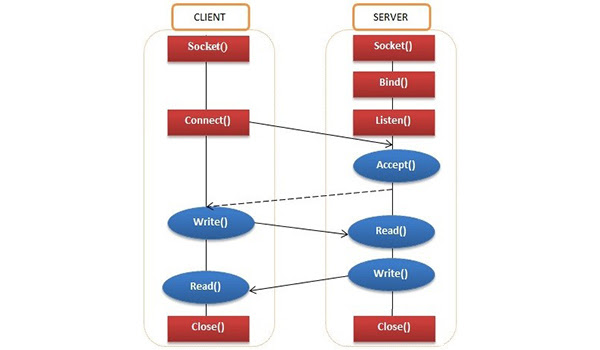 CLIENT
SERVER
Socket()
Socket()
Bind()
Connect()
Listen()
Accept()
Write()
Read()
Write()
Read()
Close()
Close()